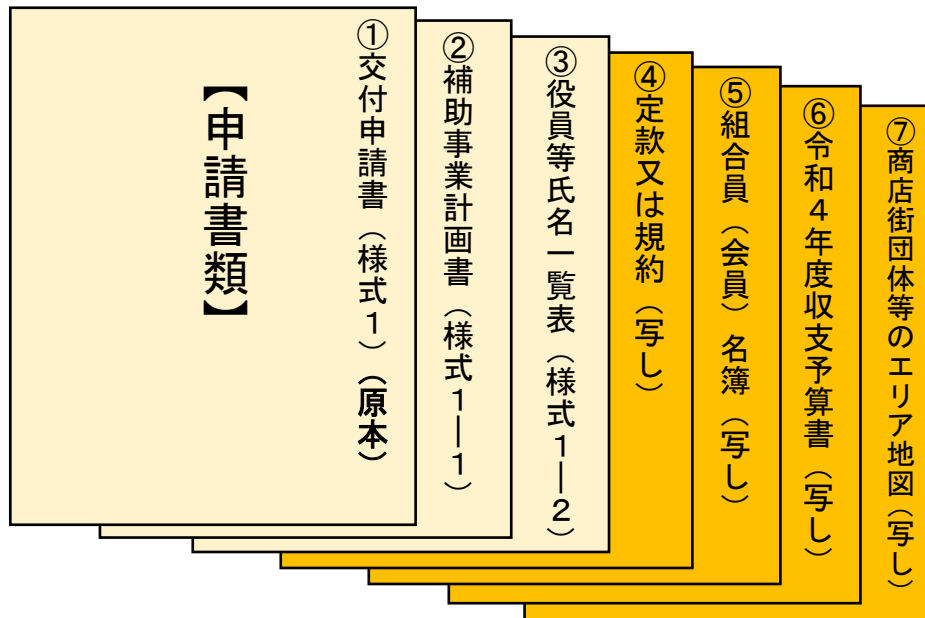 【申請書類】
①交付申請書（様式１）（原本）
②補助事業計画書（様式１―１）
③役員等氏名一覧表（様式１―２）
④定款又は規約（写し）
⑤組合員（会員）名簿（写し）
⑥令和４年度収支予算書（写し）
⑦商店街団体等のエリア地図（写し）